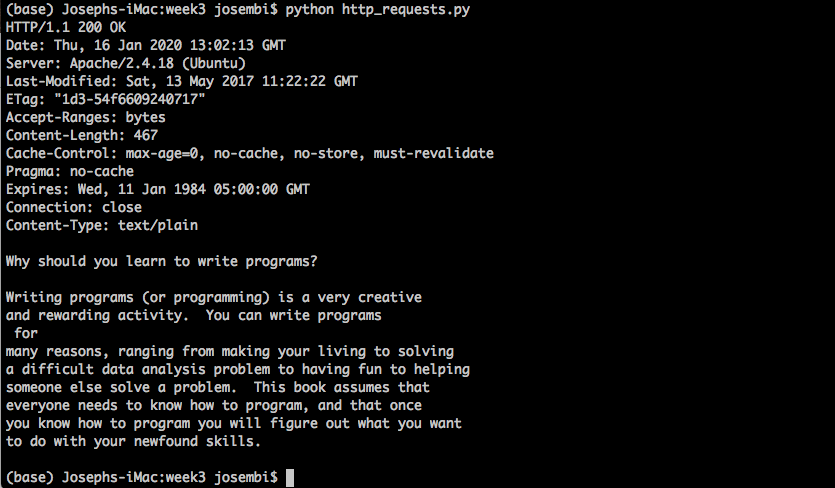 (base) Josephs-iMac:week3 josembi$ python http_requests.py
HTTP/1.1 200 OK
Date: Thu, 16 Jan 2020 13:02:13 GMT
Server: Apache/2.4.18 (Ubuntu)
Last-Modified: Sat, 13 May 2017 11:22:22 GMT
ETag: "1d3-54f6609240717"
Accept-Ranges: bytes
Content-Length: 467
Cache-Control: max-age=0, no-cache, no-store, must-revalidate
Pragma: no-cache
Expires: Wed, 11 Jan 1984 05:00:00 GMT
Connection: close
Content-Type: text/plain

Why should you learn to write programs?

Writing programs (or programming) is a very creative
and rewarding activity.  You can write programs
 for
many reasons, ranging from making your living to solving
a difficult data analysis problem to having fun to helping
someone else solve a problem.  This book assumes that
everyone needs to know how to program, and that once
you know how to program you will figure out what you want
to do with your newfound skills.

(base) Josephs-iMac:week3 josembi$